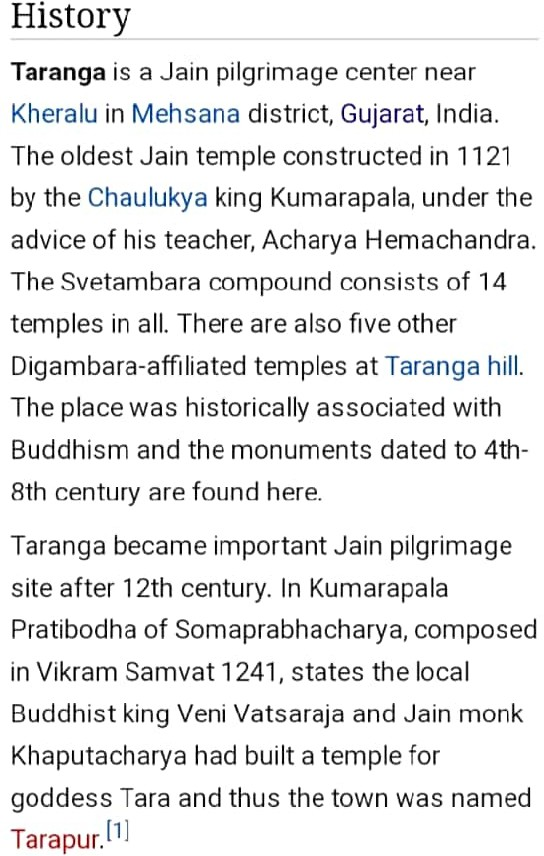 History
Taranga is a Jain pilgrimage center near
Kheralu in Mehsana district, Gujarat, India.
The oldest Jain temple constructed in 1121
by the Chaulukya king Kumarapala, under the
advice of his teacher, Acharya Hemachandra.
The Svetambara compound consists of 14
temples in all. There are also five other
Digambara-affiliated temples at Taranga hill.
The place was historically associated with
Buddhism and the monuments dated to 4th-
8th century are found here.
Taranga became important Jain pilgrimage
site after 12th century. In Kumarapala
Pratibodha of Somaprabhacharya, composed
in Vikram Samvat 1241, states the local
Buddhist king Veni Vatsaraja and Jain monk
Khaputacharya had built a temple for
goddess Tara and thus the town was named
Tarapur.[1]